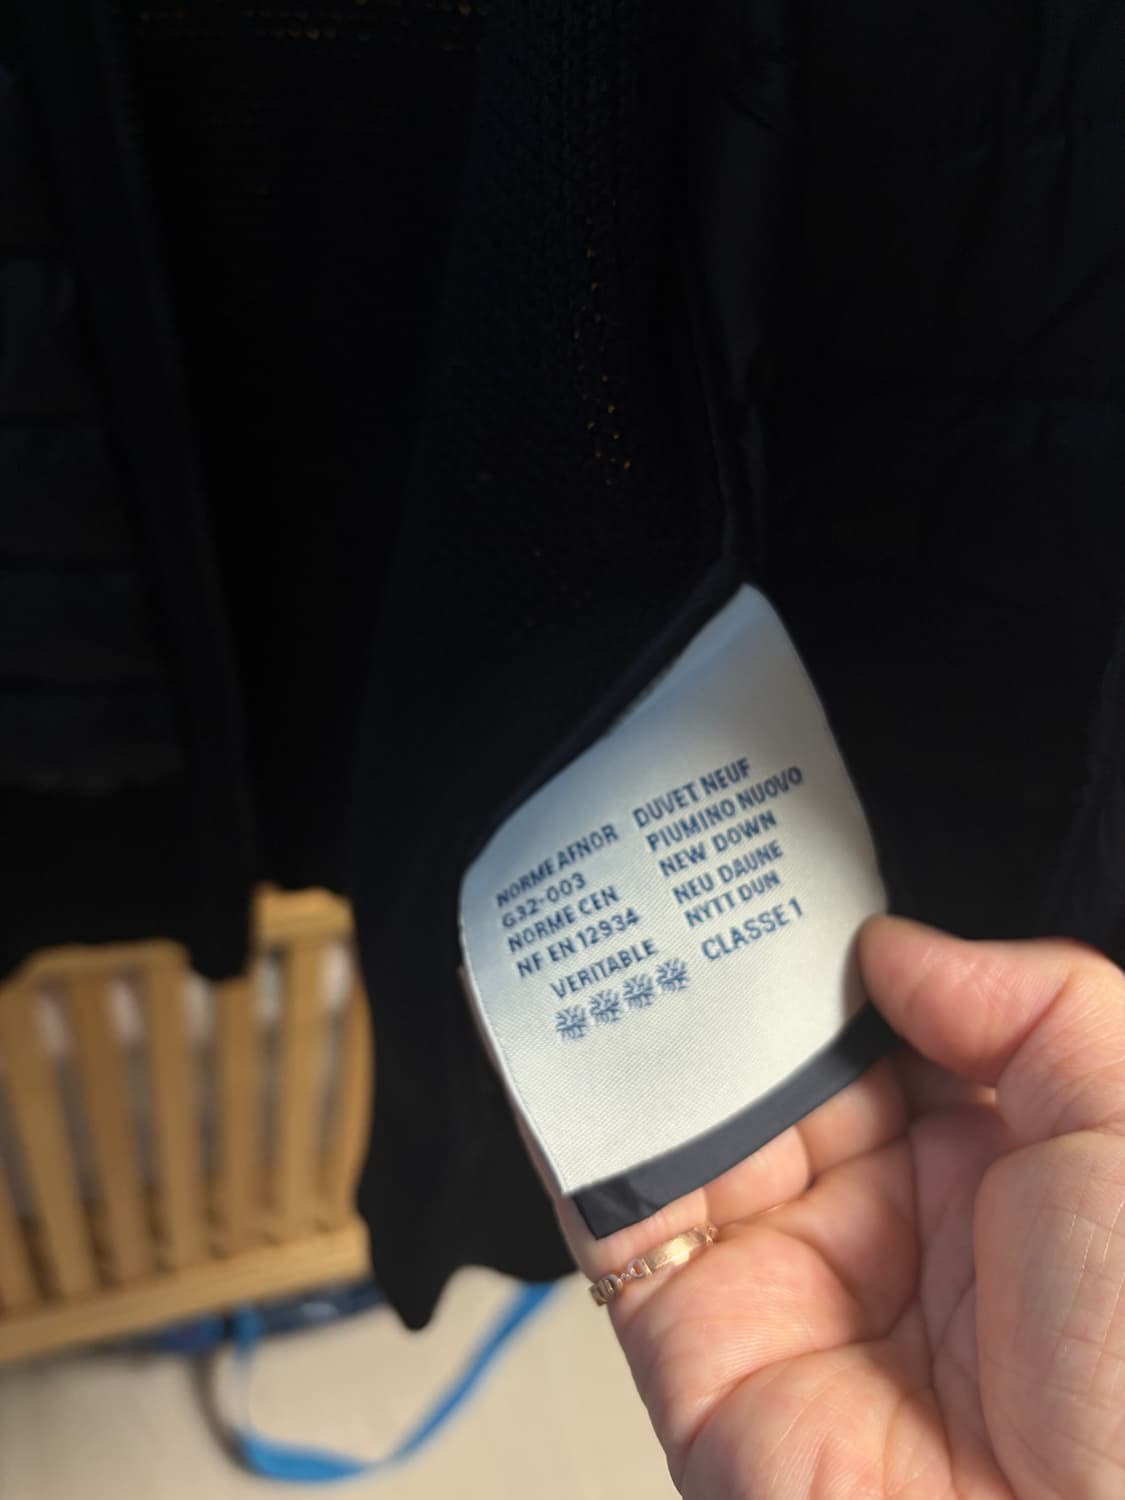 NORME AFNOR
G32-003
NORME CEN
NF EN 12934
VERITABLE
DUVET NEUF
PIUMINO NUOVO
NEW DOWN
NEU DAUNE
NYTT DUN
CLASSE 1